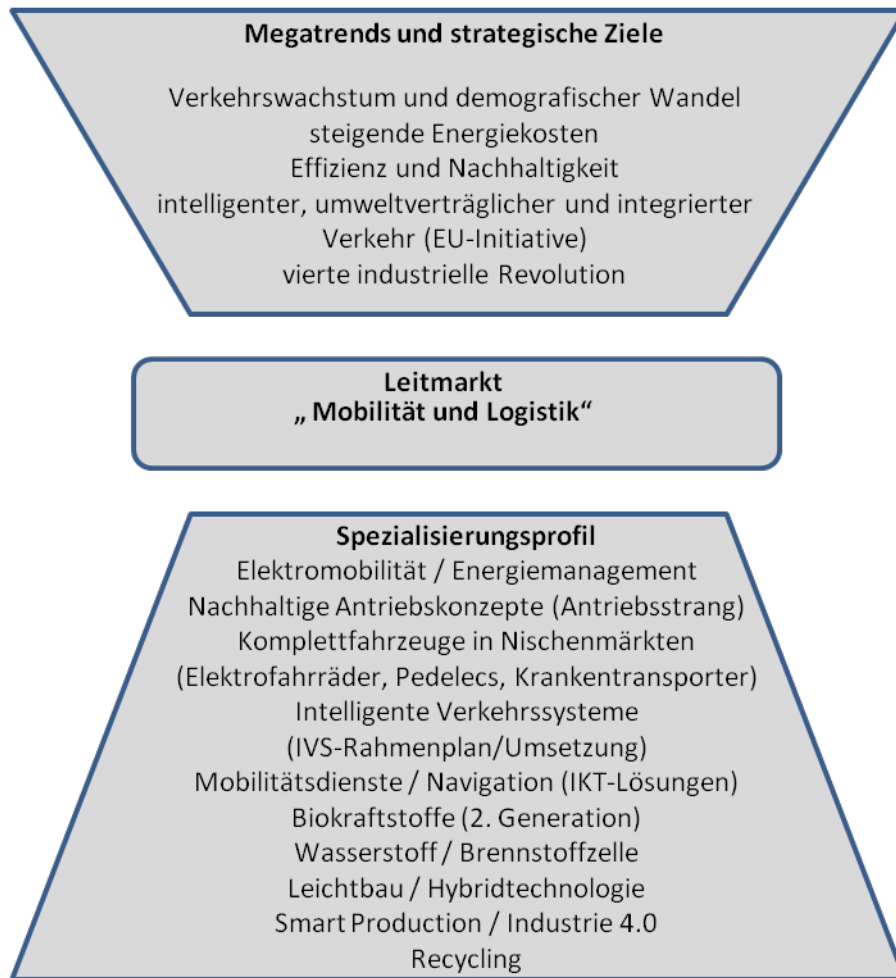 Megatrends und strategische Ziele
Verkehrswachstum und demografischer Wandel
steigende Energiekosten
Effizienz und Nachhaltigkeit
intelligenter, umweltverträglicher und integrierter
Verkehr (EU-Initiative)
vierte industrielle Revolution
Leitmarkt
„ Mobilität und Logistik“
Spezialisierungsprofil
Elektromobilität / Energiemanagement
Nachhaltige Antriebskonzepte (Antriebsstrang)
Komplettfahrzeuge in Nischenmärkten
(Elektrofahrräder, Pedelecs, Krankentransporter)
Intelligente Verkehrssysteme
(IVS-Rahmenplan/Umsetzung)
Mobilitätsdienste / Navigation (IKT-Lösungen)
Biokraftstoffe (2. Generation)
Wasserstoff / Brennstoffzelle
Leichtbau / Hybridtechnologie
Smart Production / Industrie 4.0
Recycling